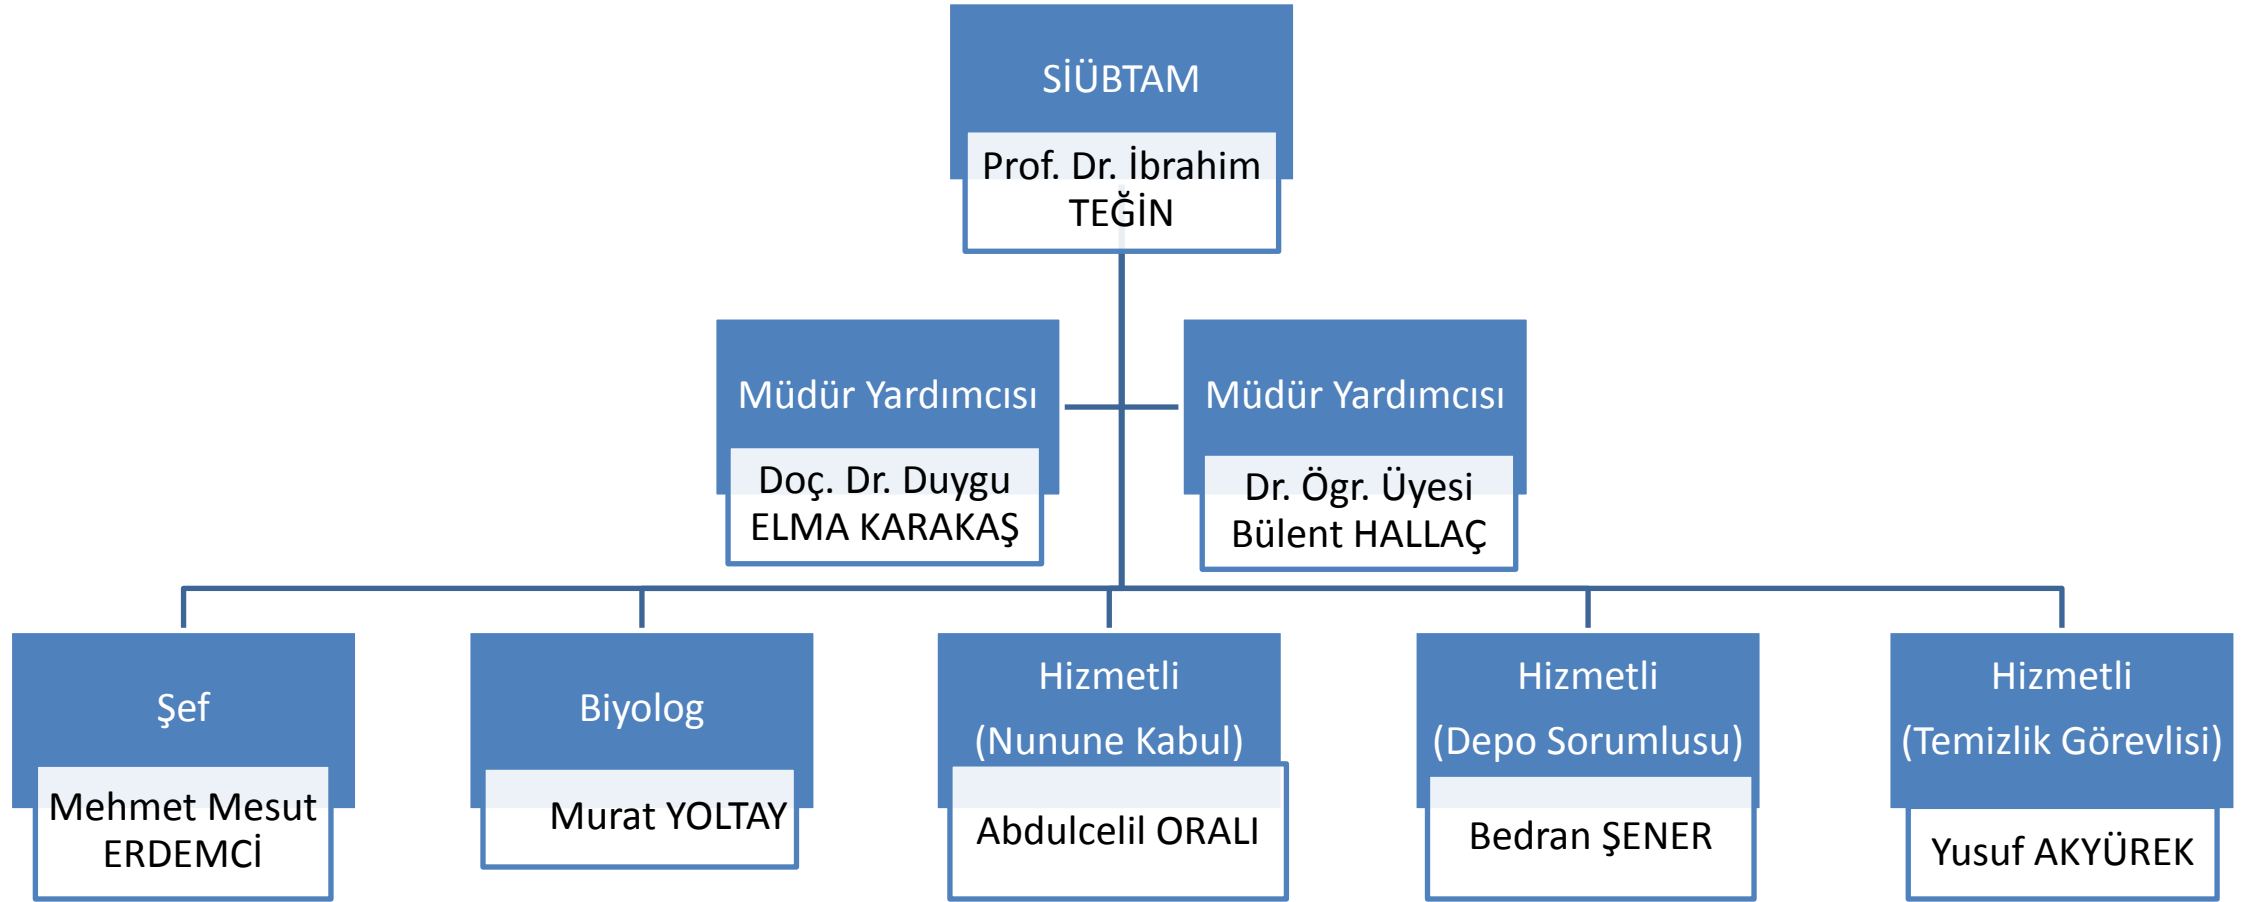 SİÜBTAM
Prof. Dr. İbrahim
TEĞİN
Müdür Yardımcısı
Doç. Dr. Duygu
ELMA KARAKAŞ
Müdür Yardımcısı
Dr. Ögr. Üyesi
Bülent HALLAÇ
Şef
Mehmet Mesut
ERDEMCİ
Biyolog
Murat YOLTAY
Hizmetli
(Nunune Kabul)
Abdulcelil ORALI
Hizmetli
(Depo Sorumlusu)
Bedran ŞENER
Hizmetli
(Temizlik Görevlisi)
Yusuf AKYÜREK